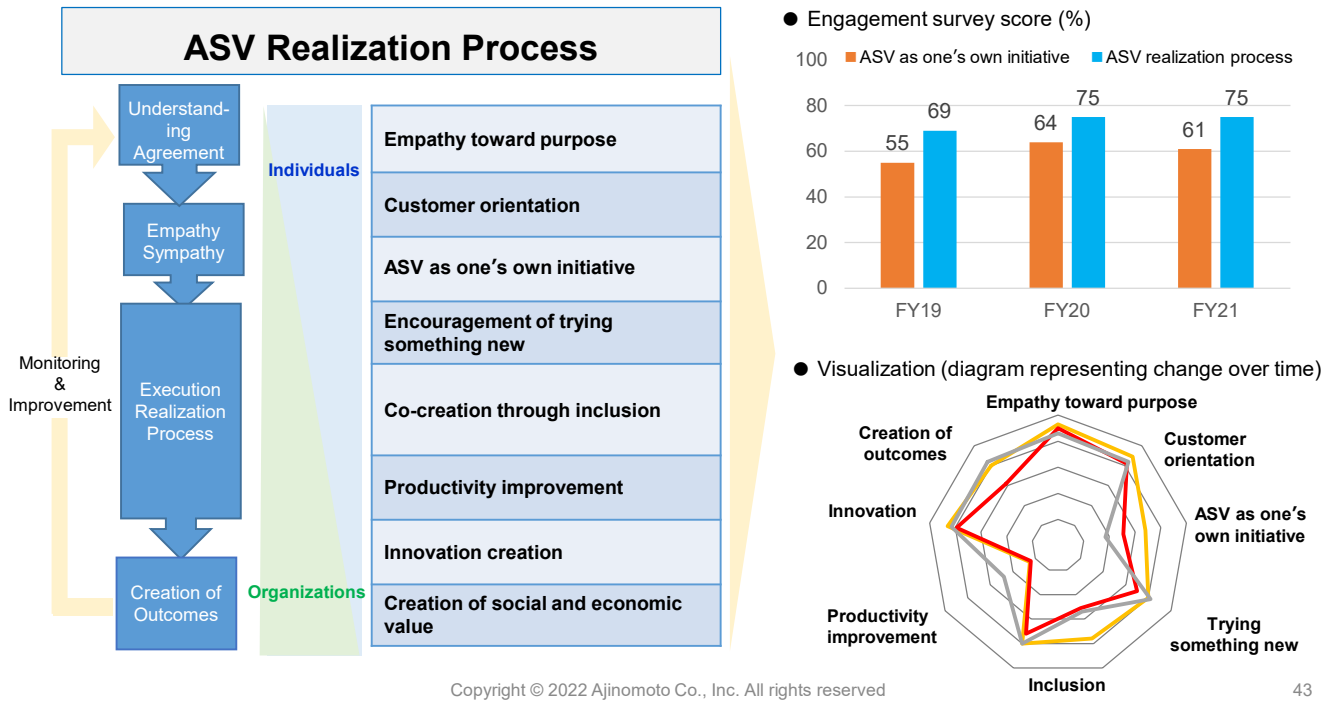 ASV Realization Process
Understand-
ing
Agreement
Empathy
Sympathy
Execution
Realization
Process
Creation of
Outcomes
Monitoring
&
Improvement
Individuals
Organizations
Empathy toward purpose
Customer orientation
ASV as one’s own initiative
Encouragement of trying
something new
Co-creation through inclusion
Productivity improvement
Innovation creation
Creation of social and economic
value
● Engagement survey score (%)
ASV as one’s own initiative ASV realization process
100
80
60
40
20
0
55 69
64 75
61 75
FY19 FY20 FY21
● Visualization (diagram representing change over time)
Empathy toward purpose
Customer
orientation
ASV as one’s
own initiative
Trying
something new
Inclusion
Productivity
improvement
Innovation
Creation of
outcomes
Copyright © 2022 Ajinomoto Co., Inc. All rights reserved
43